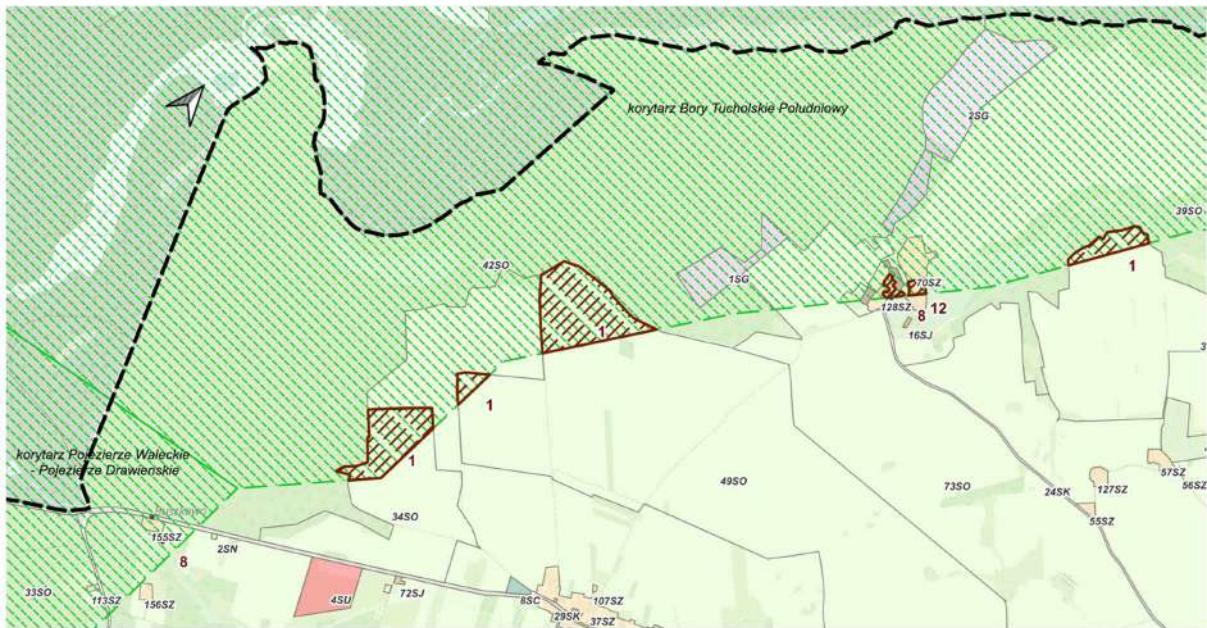 korytarz Bory Tucholskie Południowy
2SG
39SO
42SO
1SG
1
70SZ
128SZ
12
8
1
16SJ
1
korytarz Pojezierze Wałeckie
- Pojezierze Drawieńskie
1
49SO
73SO
24SK
57SZ
127SZ
56SZ
55SZ
34SO
155SZ
2SN
8
33SO
113SZ
156SZ
4SU
72SJ
8SC
107SZ
29SK
37SZ